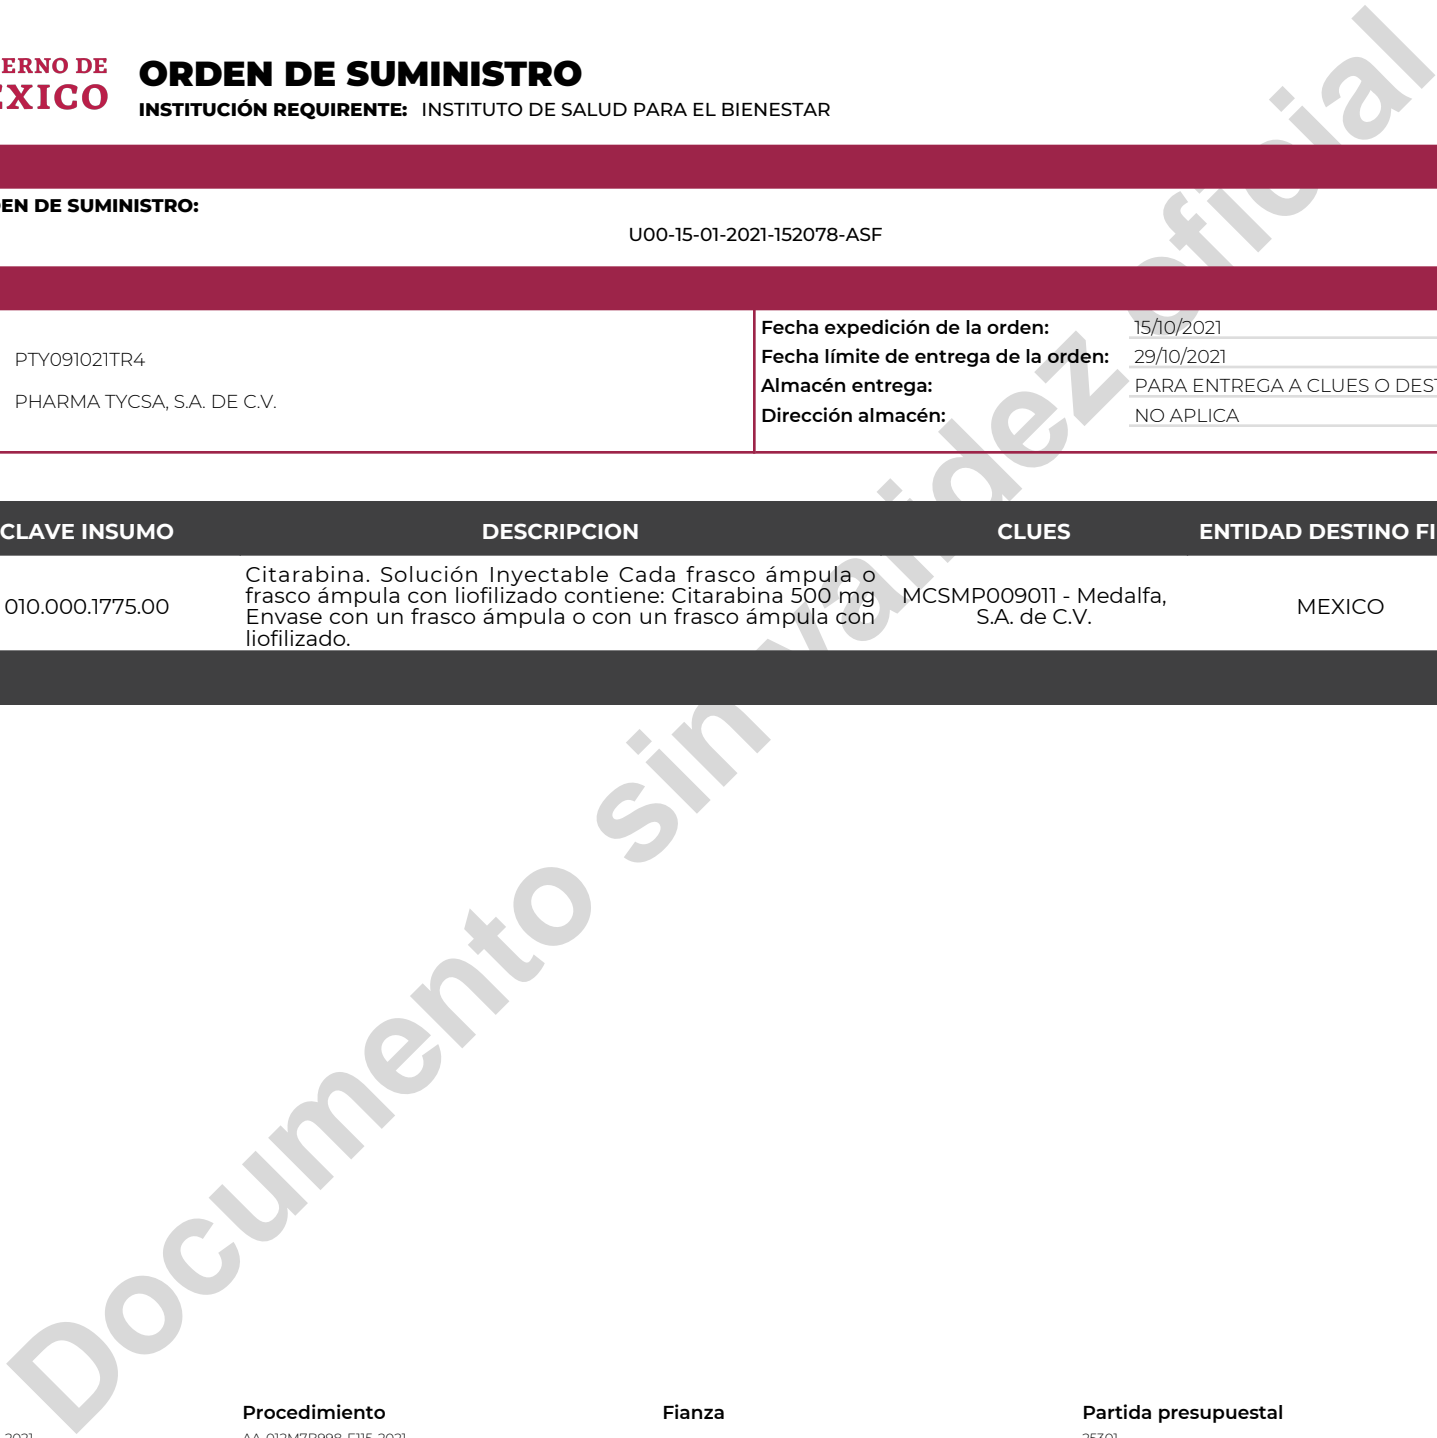 ERNO DE
ORDEN DE SUMINISTRO
EXICO
INSTITUCIÓN REQUIRENTE: INSTITUTO DE SALUD PARA EL BIENESTAR
EN DE SUMINISTRO:
U00-15-01-2021-152078-ASF
PTY091021TR4
PHARMA TYCSA, S.A. DE C.V.
Fecha expedición de la orden: 15/10/2021
Fecha límite de entrega de la orden: 29/10/2021
Almacén entrega: PARA ENTREGA A CLUES O DEST
Dirección almacén: NO APLICA
CLAVE INSUMO DESCRIPCION CLUES ENTIDAD DESTINO FI
010.000.1775.00
Citarabina. Solución Inyectable Cada frasco ámpula o
frasco ámpula con liofilizado contiene: Citarabina 500 mg
Envase con un frasco ámpula o con un frasco ámpula con
liofilizado.
MCSMP009011 - Medalfa,
S.A. de C.V.
MEXICO
Documento sin validez oficial
Procedimiento Fianza Partida presupuestal